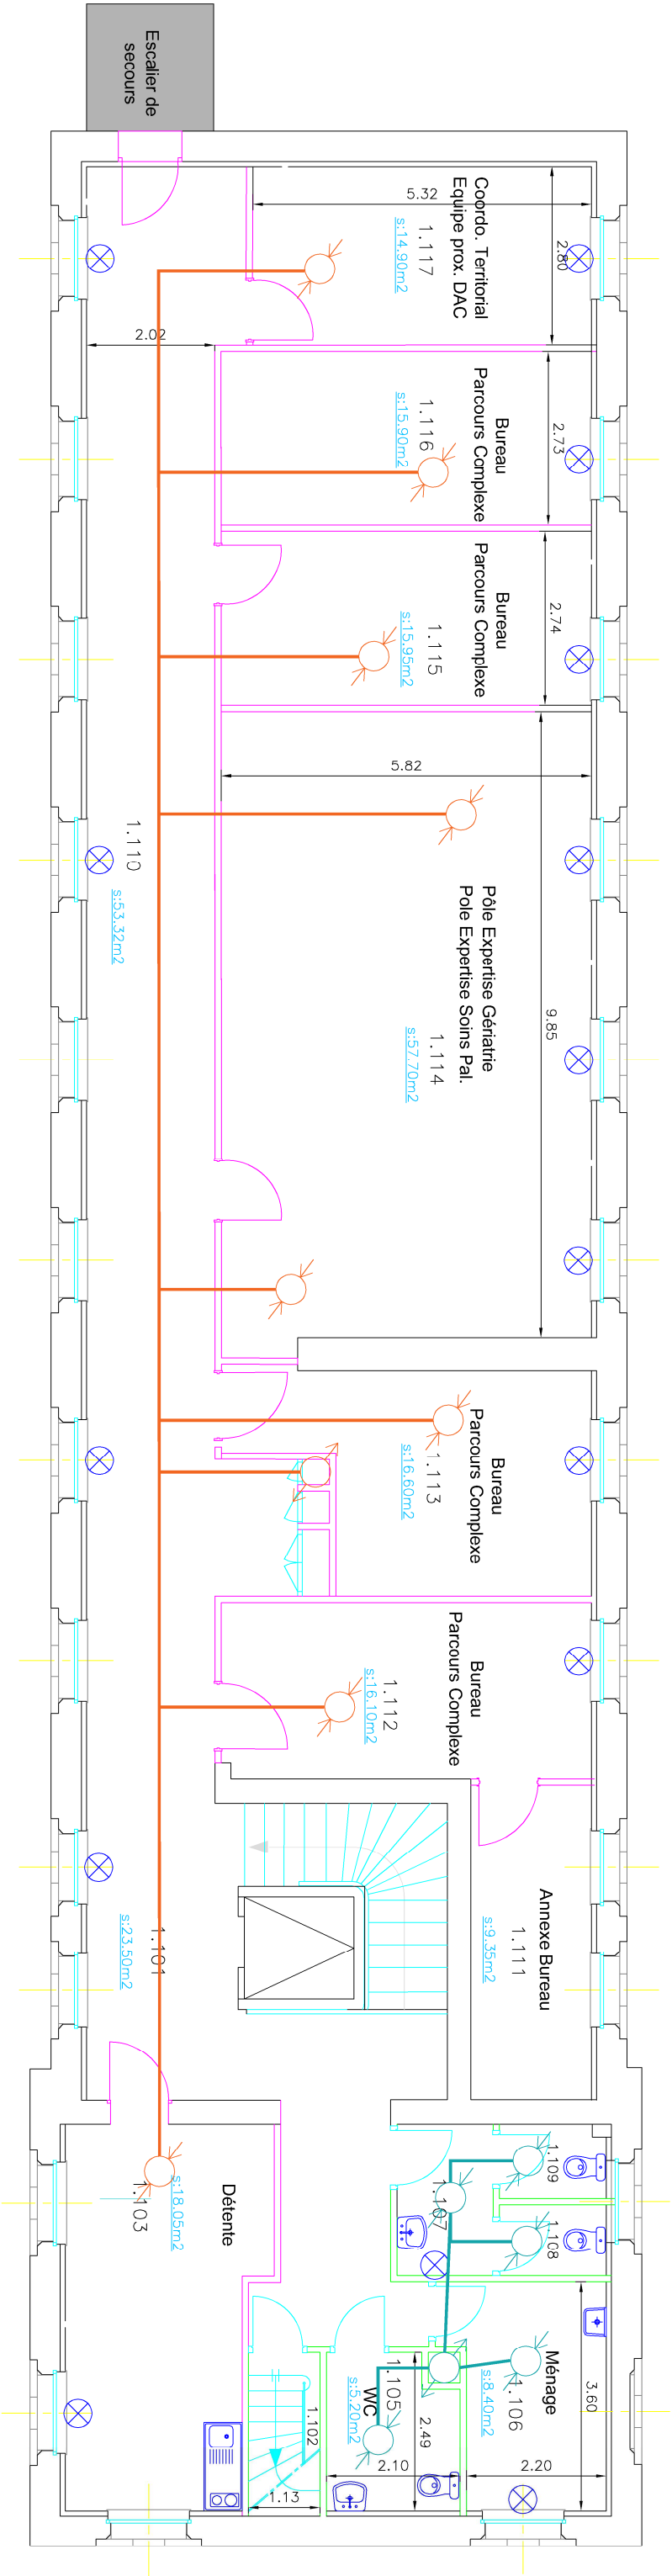 Escalier de
secours
Coordo. Territorial
Equipe prox. DAC
1.117
s:14.90m2
5.32
2.80
2.02
Bureau
Parcours Complexe
1.116
s:15.90m2
2.73
Bureau
Parcours Complexe
1.115
s:15.95m2
2.74
5.82
1.110
s:53.32m2
Pôle Expertise Gériatrie
Pole Expertise Soins Pal.
1.114
s:57.70m2
9.85
Bureau
Parcours Complexe
1.113
s:16.60m2
Bureau
Parcours Complexe
1.112
s:16.10m2
Annexe Bureau
1.111
s:9.35m2
1.101
s:23.50m2
1.109
1.108
1.107
Détente
s:18.05m2
1.103
Ménage
1.106
s:8.40m2
3.60
1.105
WC
s:5.20m2
2.49
2.10
2.20
1.102
1.13